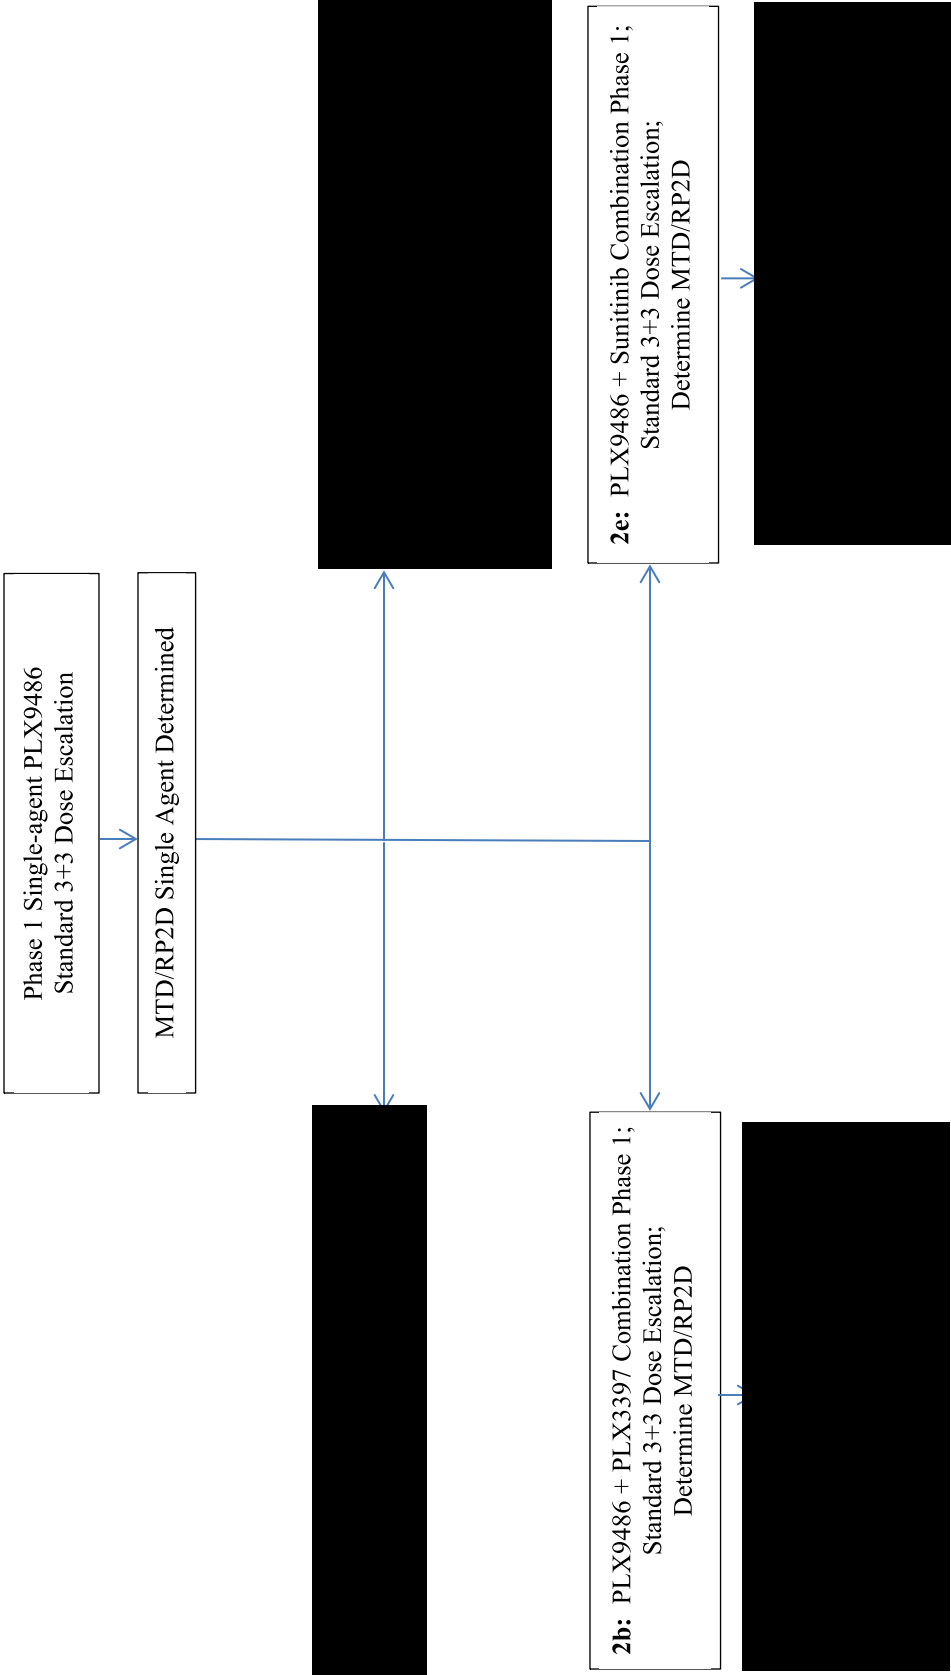 Phase 1 Single-agent PLX9486
Standard 3+3 Dose Escalation
MTD/RP2D Single Agent Determined
2b: PLX9486 + PLX3397 Combination Phase 1;
Standard 3+3 Dose Escalation;
Determine MTD/RP2D
2e: PLX9486 + Sunitinib Combination Phase 1;
Standard 3+3 Dose Escalation;
Determine MTD/RP2D